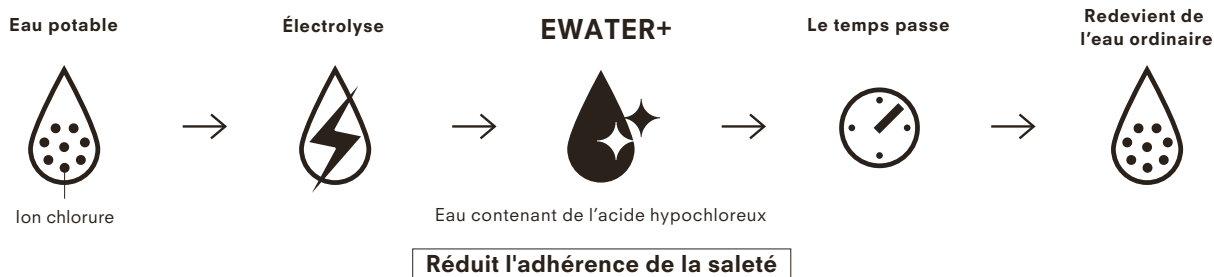 Eau potable
Électrolyse
EWATER+
Le temps passe
Redevient de
l’eau ordinaire
Ion chlorure
Eau contenant de l’acide hypochloreux
Réduit l'adhérence de la saleté